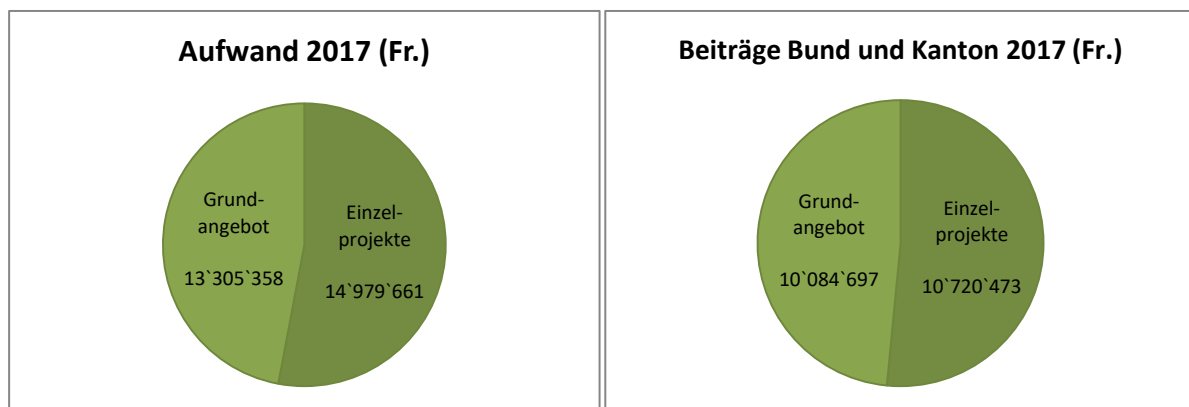 Aufwand 2017 (Fr.)
Grund-
angebot
13`305`358
Einzel-
projekte
14`979`661
Beiträge Bund und Kanton 2017 (Fr.)
Grund-
angebot
10`084`697
Einzel-
projekte
10`720`473